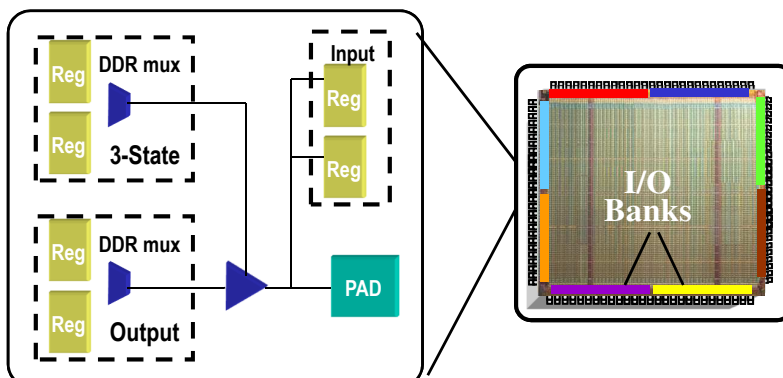 Reg
DDR mux
Reg
3-State
Reg
DDR mux
Reg
Output
Input
Reg
Reg
PAD
I/O
Banks